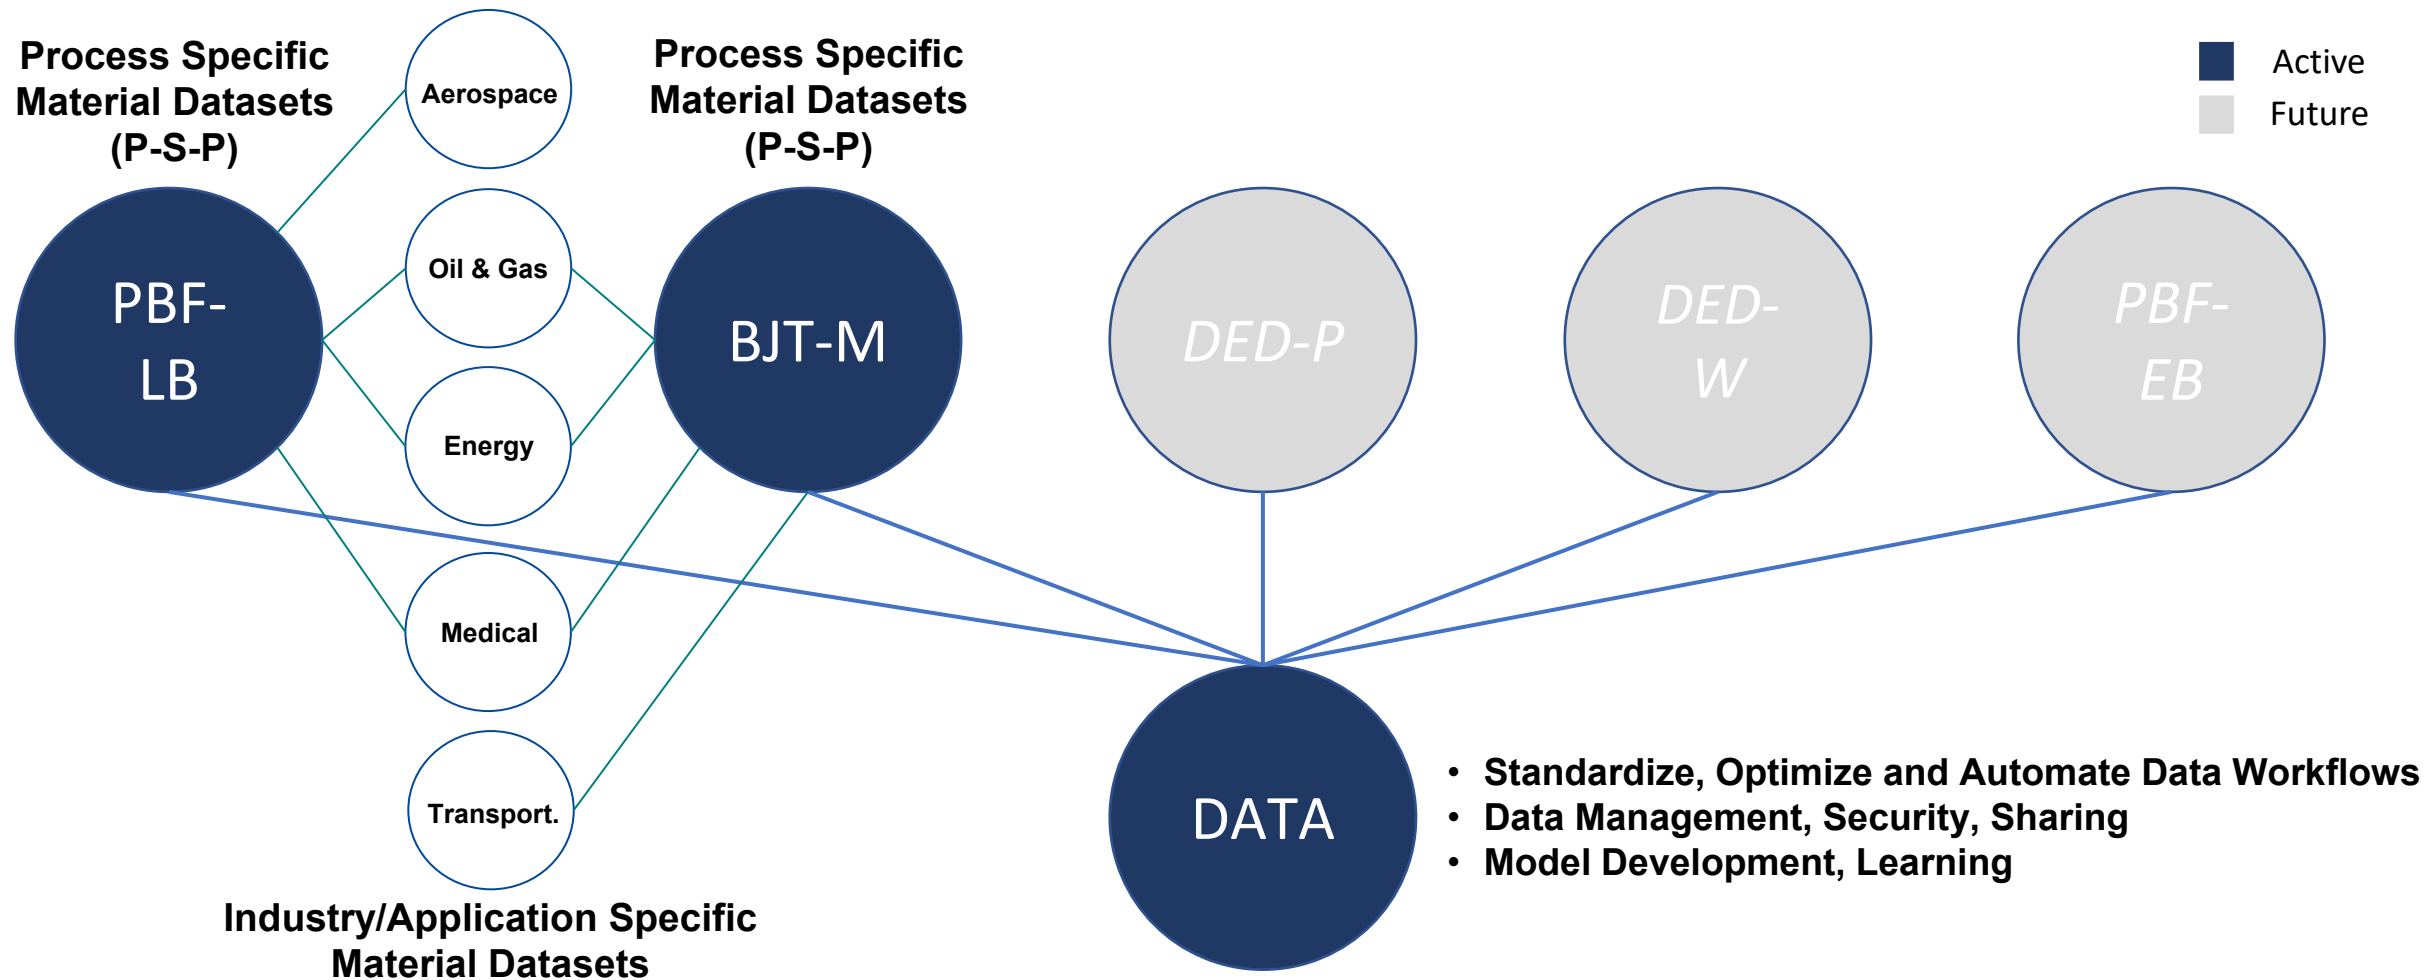 Process Specific
Material Datasets
(P-S-P)
Aerospace
Process Specific
Material Datasets
(P-S-P)
Active
Future
PBF-
LB
Oil & Gas
Energy
BJT-M
DED-P
DED-
W
PBF-
EB
Medical
Transport.
Industry/Application Specific
Material Datasets
DATA
• Standardize, Optimize and Automate Data Workflows
• Data Management, Security, Sharing
• Model Development, Learning